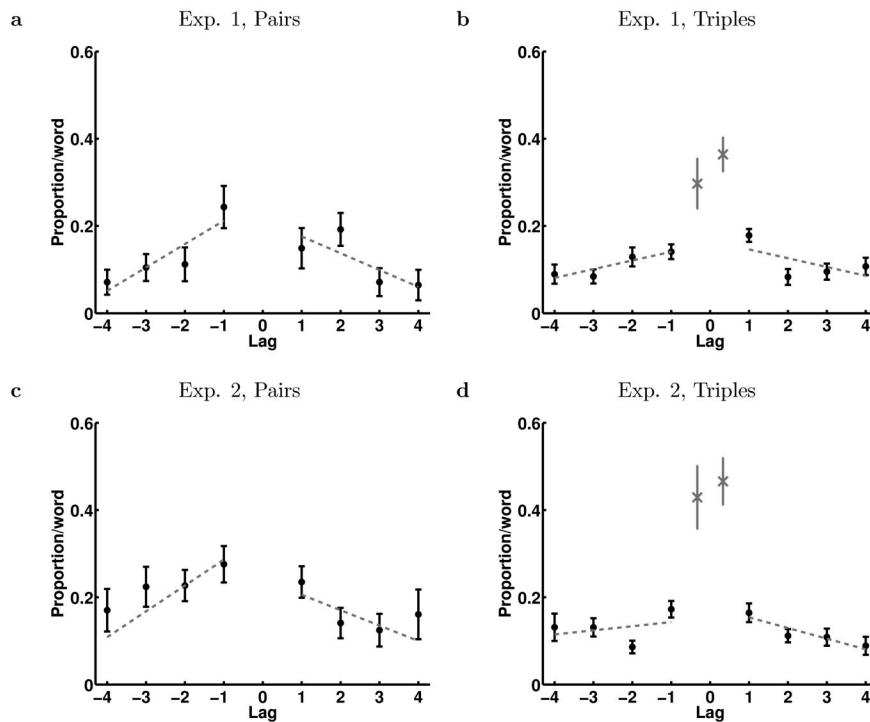 a Exp. 1, Pairs
0.6
0.4
0.2
0
Proportion/word
−4 −3 −2 −1 0 1 2 3 4
Lag
b Exp. 1, Triples
0.6
0.4
0.2
0
Proportion/word
−4 −3 −2 −1 0 1 2 3 4
Lag
c Exp. 2, Pairs
0.6
0.4
0.2
0
Proportion/word
−4 −3 −2 −1 0 1 2 3 4
Lag
d Exp. 2, Triples
0.6
0.4
0.2
0
Proportion/word
−4 −3 −2 −1 0 1 2 3 4
Lag